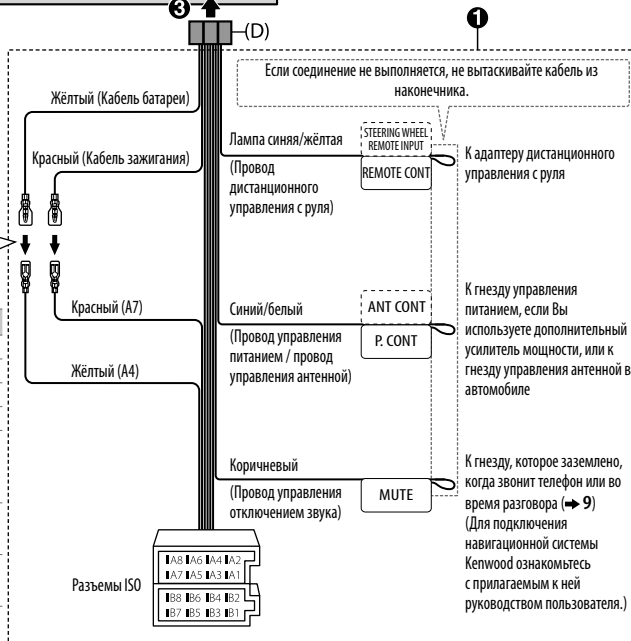 ❸
(D)
❶
Если соединение не выполняется, не вытаскивайте кабель из
наконечника.
Жёлтый (Кабель батареи)
Красный (Кабель зажигания)
Лампа синяя/жёлтая
(Провод
дистанционного
управления с руля)
STEERING WHEEL
REMOTE INPUT
REMOTE CONT
К адаптеру дистанционного
управления с руля
Красный (A7)
Жёлтый (A4)
Синий/белый
(Провод управления
питанием / провод
управления антенной)
ANT CONT
P. CONT
К гнезду управления
питанием, если Вы
используете дополнительный
усилитель мощности, или к
гнезду управления антенной в
автомобиле
Коричневый
(Провод управления
отключением звука)
MUTE
К гнезду, которое заземлено,
когда звонит телефон или во
время разговора (➡ 9)
(Для подключения
навигационной системы
Kenwood ознакомьтесь
с прилагаемым к ней
руководством пользователя.)
Разъемы ISO
A8 A6 A4 A2
A7 A5 A3 A1
B8 B6 B4 B2
B7 B5 B3 B1